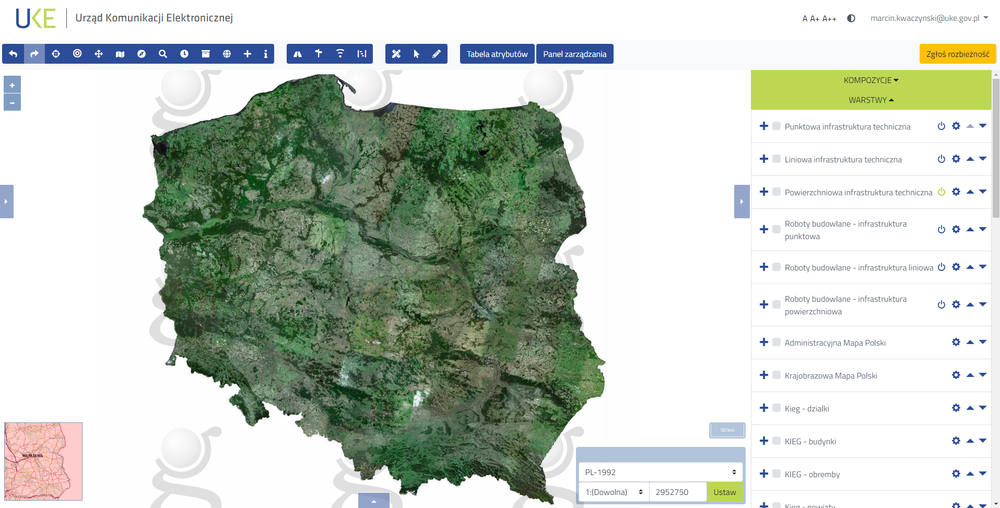 UKE Urząd Komunikacji Elektronicznej
A A+ A++ marcin.kwaczynski@uke.gov.pl
Tabela atrybutów Panel zarządzania Zgłoś rozbieżność
KOMPOZYCJE
WARSTWY
Punktowa infrastruktura techniczna
Liniowa infrastruktura techniczna
Powierzchniowa infrastruktura techniczna
Roboty budowlane - infrastruktura
punktowa
Roboty budowlane - infrastruktura liniowa
Roboty budowlane - infrastruktura
powierzchniowa
Administracyjna Mapa Polski
Krajobrazowa Mapa Polski
Kieg - dzialki
KIEG - budynki
KIEG - obremby
Kieg - powiaty
50 km
PL-1992
1:(Dowolna) 2952750 Ustaw
WARSZAWA